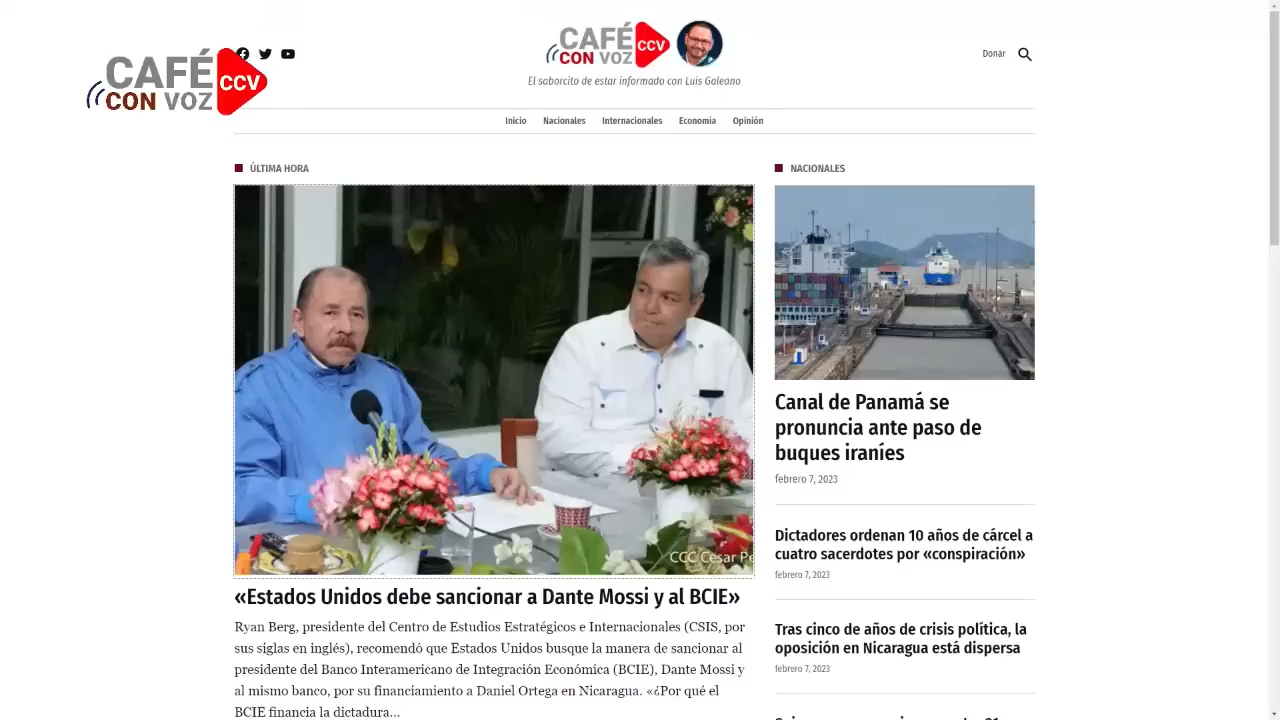 CAFÉ
CON VOZ
CCV
CAFÉ
CON VOZ
CCV
El saborcito de estar informado con Luis Galeano
Donar
Inicio Nacionales Internacionales Economia Opinión
ÚLTIMA HORA
CCC Cesar Pe
«Estados Unidos debe sancionar a Dante Mossi y al BCIE»
Ryan Berg, presidente del Centro de Estudios Estratégicos e Internacionales (CSIS, por
sus siglas en inglés), recomendó que Estados Unidos busque la manera de sancionar al
presidente del Banco Interamericano de Integración Económica (BCIE), Dante Mossi y
al mismo banco, por su financiamiento a Daniel Ortega en Nicaragua. «¿Por qué el
BCIE financia la dictadura...
NACIONALES
Canal de Panamá se
pronuncia ante paso de
buques iraníes
febrero 7, 2023
Dictadores ordenan 10 años de cárcel a
cuatro sacerdotes por «conspiración»
febrero 7, 2023
Tras cinco de años de crisis política, la
oposición en Nicaragua está dispersa
febrero 7, 2023